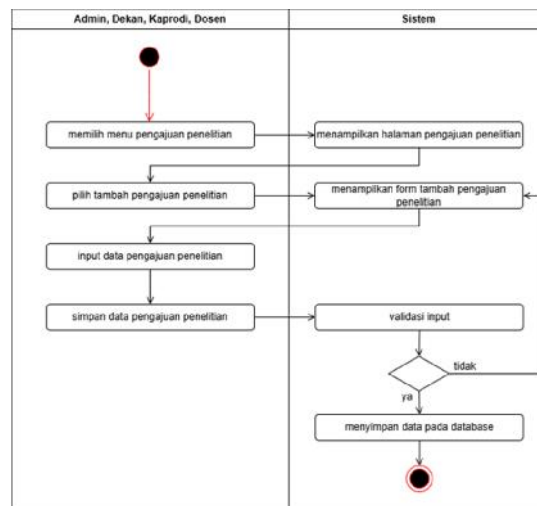 Admin, Dekan, Kaprodi, Dosen
Sistem
memilih menu pengajuan penelitian
menampilkan halaman pengajuan penelitian
pilih tambah pengajuan penelitian
menampilkan form tambah pengajuan
penelitian
input data pengajuan penelitian
simpan data pengajuan penelitian
validasi input
tidak
ya
menyimpan data pada database